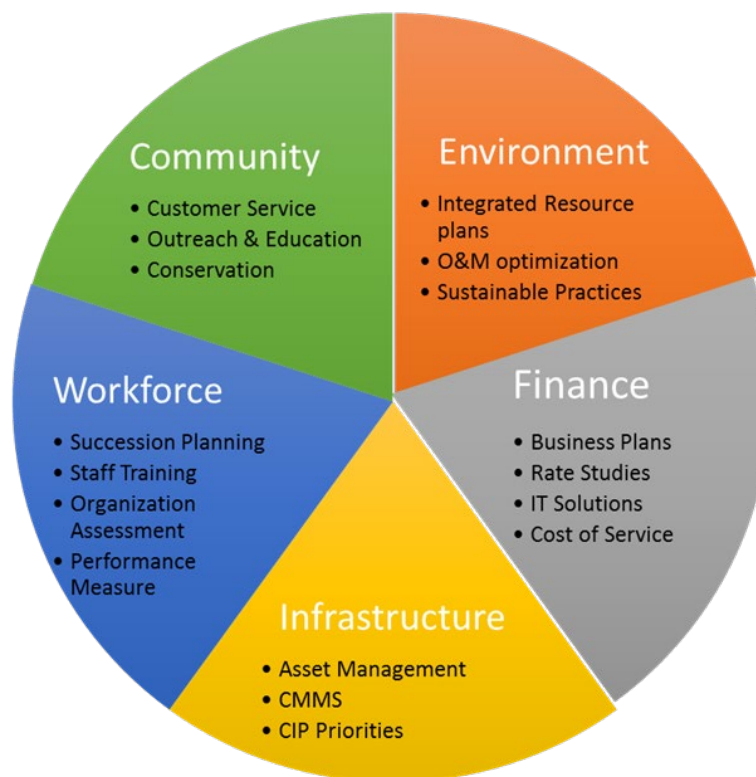 Community
• Customer Service
• Outreach & Education
• Conservation
Environment
• Integrated Resource
plans
• O&M optimization
• Sustainable Practices
Finance
• Business Plans
• Rate Studies
• IT Solutions
• Cost of Service
Infrastructure
• Asset Management
• CMMS
• CIP Priorities
Workforce
• Succession Planning
• Staff Training
• Organization
Assessment
• Performance
Measure